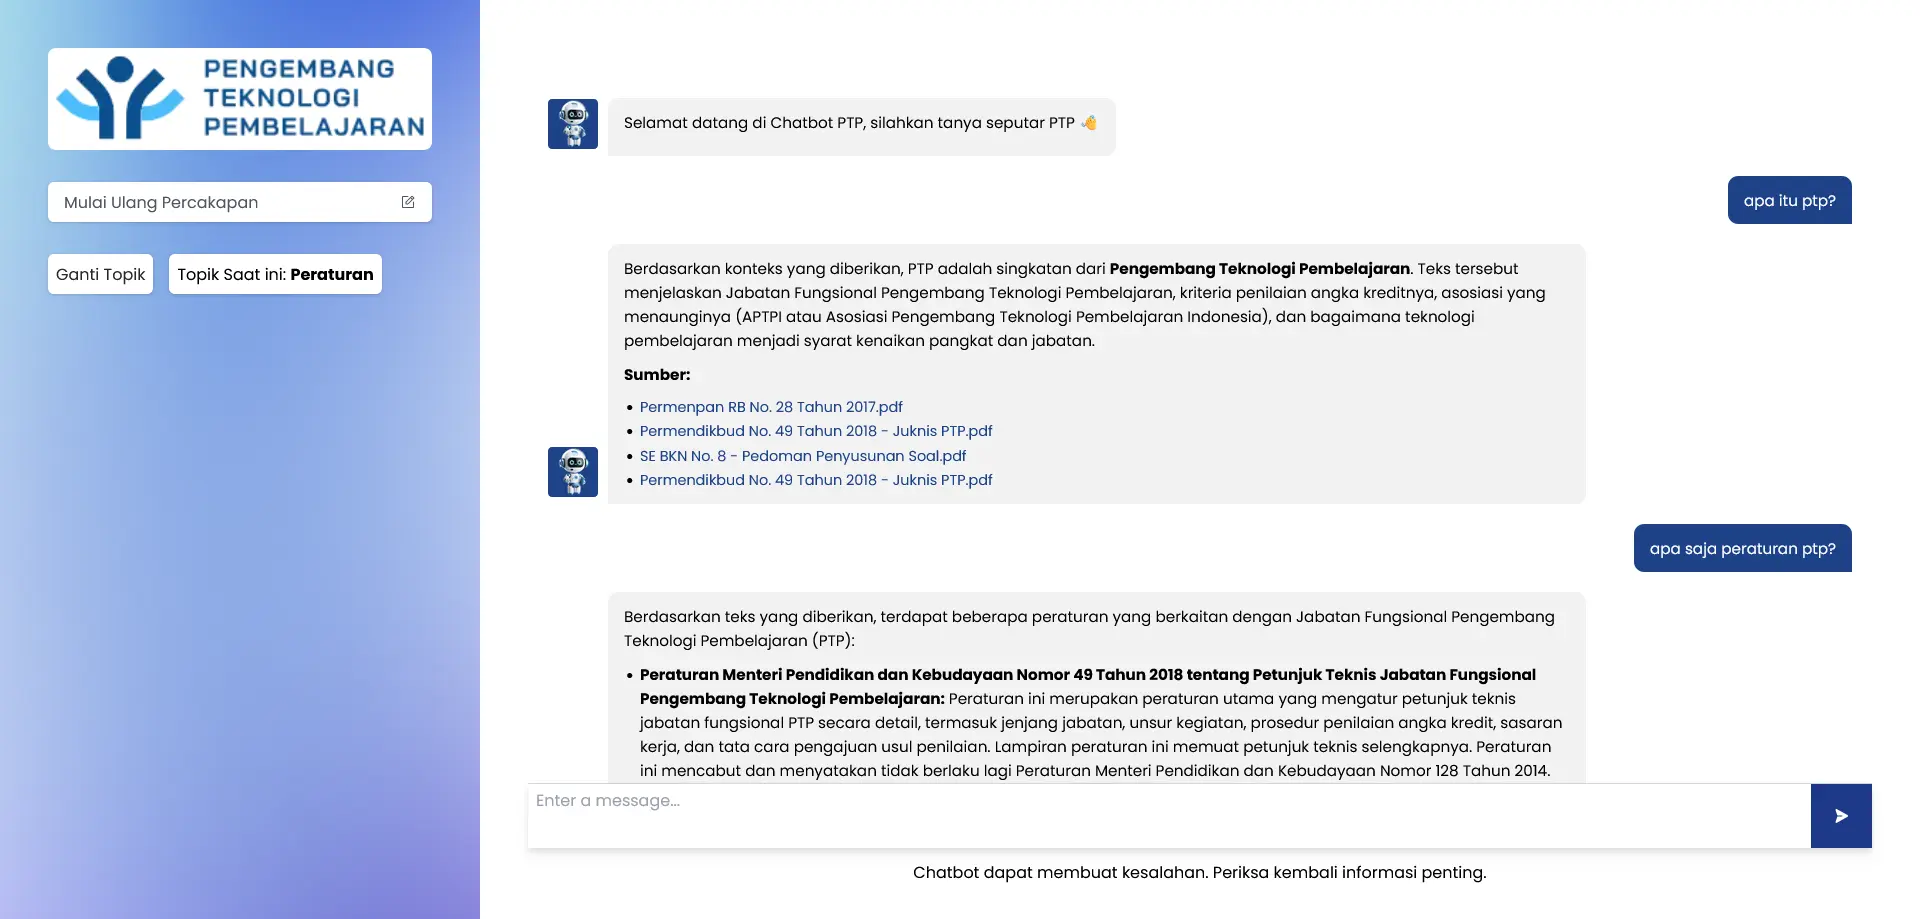 PENGEMBANG
TEKNOLOGI
PEMBELAJARAN
Mulai Ulang Percakapan
Ganti Topik
Topik Saat ini: Peraturan
Selamat datang di Chatbot PTP, silahkan tanya seputar PTP 👋
apa itu ptp?
Berdasarkan konteks yang diberikan, PTP adalah singkatan dari Pengembang Teknologi Pembelajaran. Teks tersebut
menjelaskan Jabatan Fungsional Pengembang Teknologi Pembelajaran, kriteria penilaian angka kreditnya, asosiasi yang
menaunginya (APTPI atau Asosiasi Pengembang Teknologi Pembelajaran Indonesia), dan bagaimana teknologi
pembelajaran menjadi syarat kenaikan pangkat dan jabatan.
Sumber:
• Permenpan RB No. 28 Tahun 2017.pdf
• Permendikbud No. 49 Tahun 2018 - Juknis PTP.pdf
• SE BKN No. 8 - Pedoman Penyusunan Soal.pdf
• Permendikbud No. 49 Tahun 2018 - Juknis PTP.pdf
apa saja peraturan ptp?
Berdasarkan teks yang diberikan, terdapat beberapa peraturan yang berkaitan dengan Jabatan Fungsional Pengembang
Teknologi Pembelajaran (PTP):
• Peraturan Menteri Pendidikan dan Kebudayaan Nomor 49 Tahun 2018 tentang Petunjuk Teknis Jabatan Fungsional
Pengembang Teknologi Pembelajaran: Peraturan ini merupakan peraturan utama yang mengatur petunjuk teknis
jabatan fungsional PTP secara detail, termasuk jenjang jabatan, unsur kegiatan, prosedur penilaian angka kredit, sasaran
kerja, dan tata cara pengajuan usul penilaian. Lampiran peraturan ini memuat petunjuk teknis selengkapnya. Peraturan
ini mencabut dan menyatakan tidak berlaku lagi Peraturan Menteri Pendidikan dan Kebudayaan Nomor 128 Tahun 2014.
Enter a message...
Chatbot dapat membuat kesalahan. Periksa kembali informasi penting.